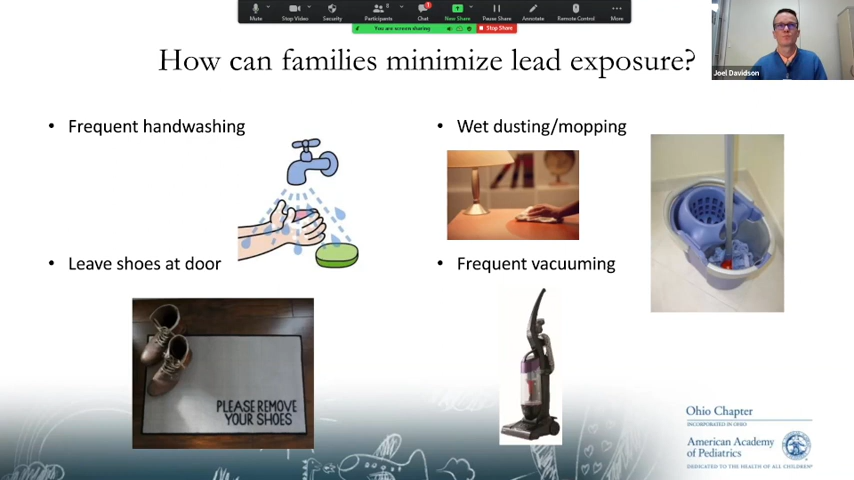 Mute
Stop Video
Security
Participants
8
Chat
1
New Share
Pause Share
Annotate
Remote Control
More
You are screen sharing
Stop Share
How can families minimize lead exposure?
Joel Davidson
• Frequent handwashing
• Leave shoes at door
PLEASE REMOVE
YOUR SHOES
• Wet dusting/mopping
• Frequent vacuuming
Ohio Chapter
INCORPORATED IN OHIO
American Academy
of Pediatrics
DEDICATED TO THE HEALTH OF ALL CHILDREN®